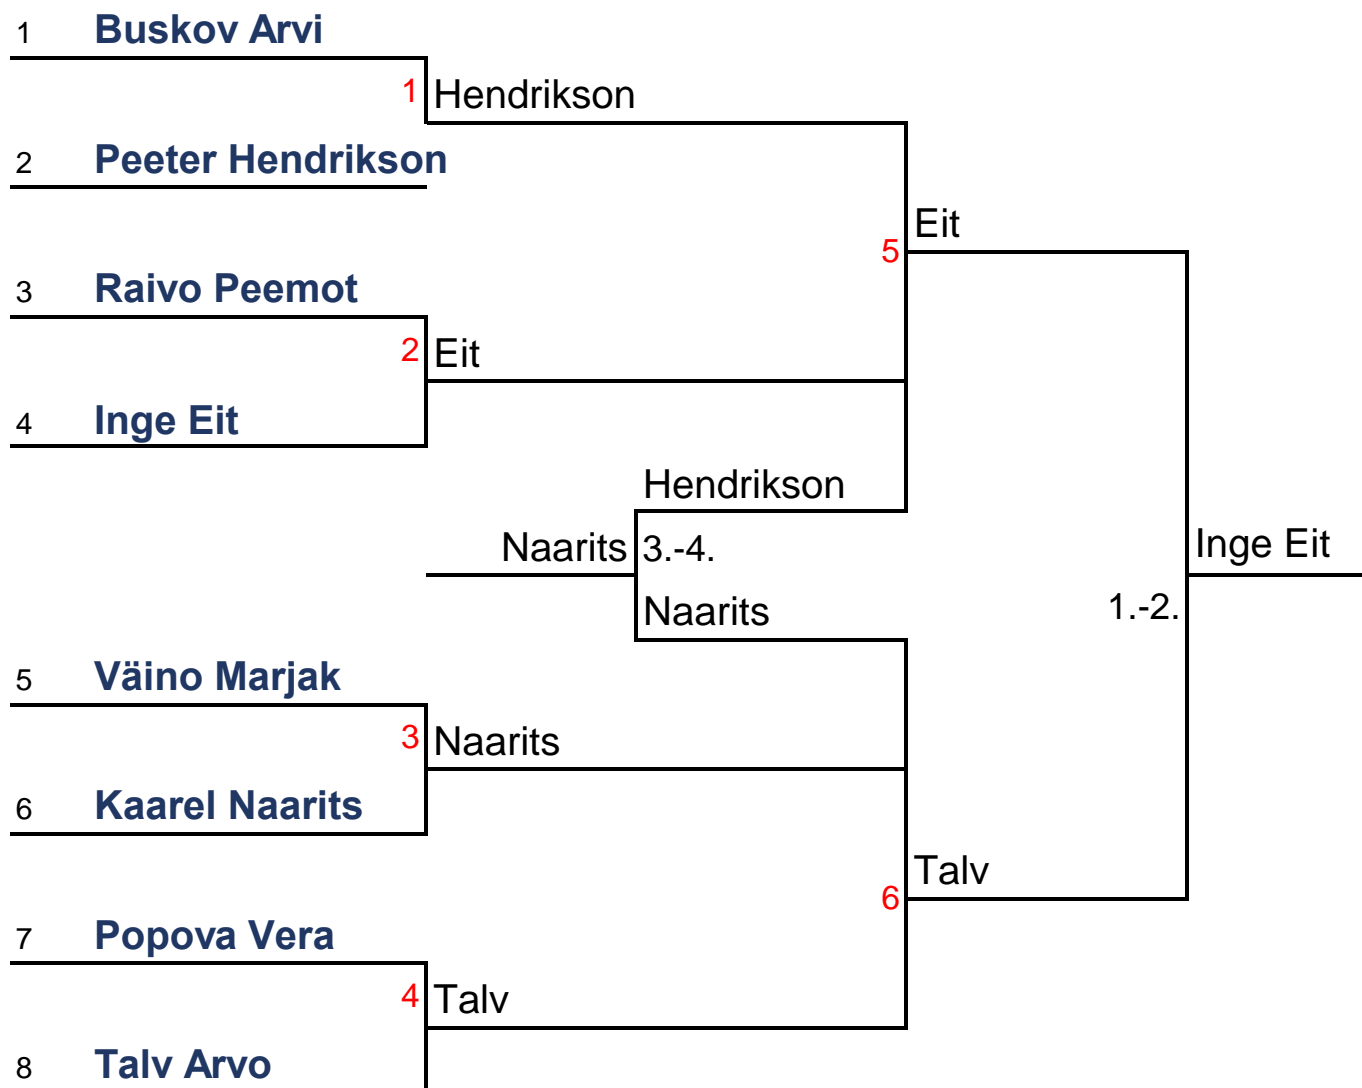 1 Buskov Arvi
1 Hendrikson
2 Peeter Hendrikson
5 Eit
3 Raivo Peemot
2 Eit
4 Inge Eit
Hendrikson
Naarits 3.-4.
Inge Eit
Naarits
1.-2.
5 Väino Marjak
3 Naarits
6 Kaarel Naarits
6 Talv
7 Popova Vera
4 Talv
8 Talv Arvo